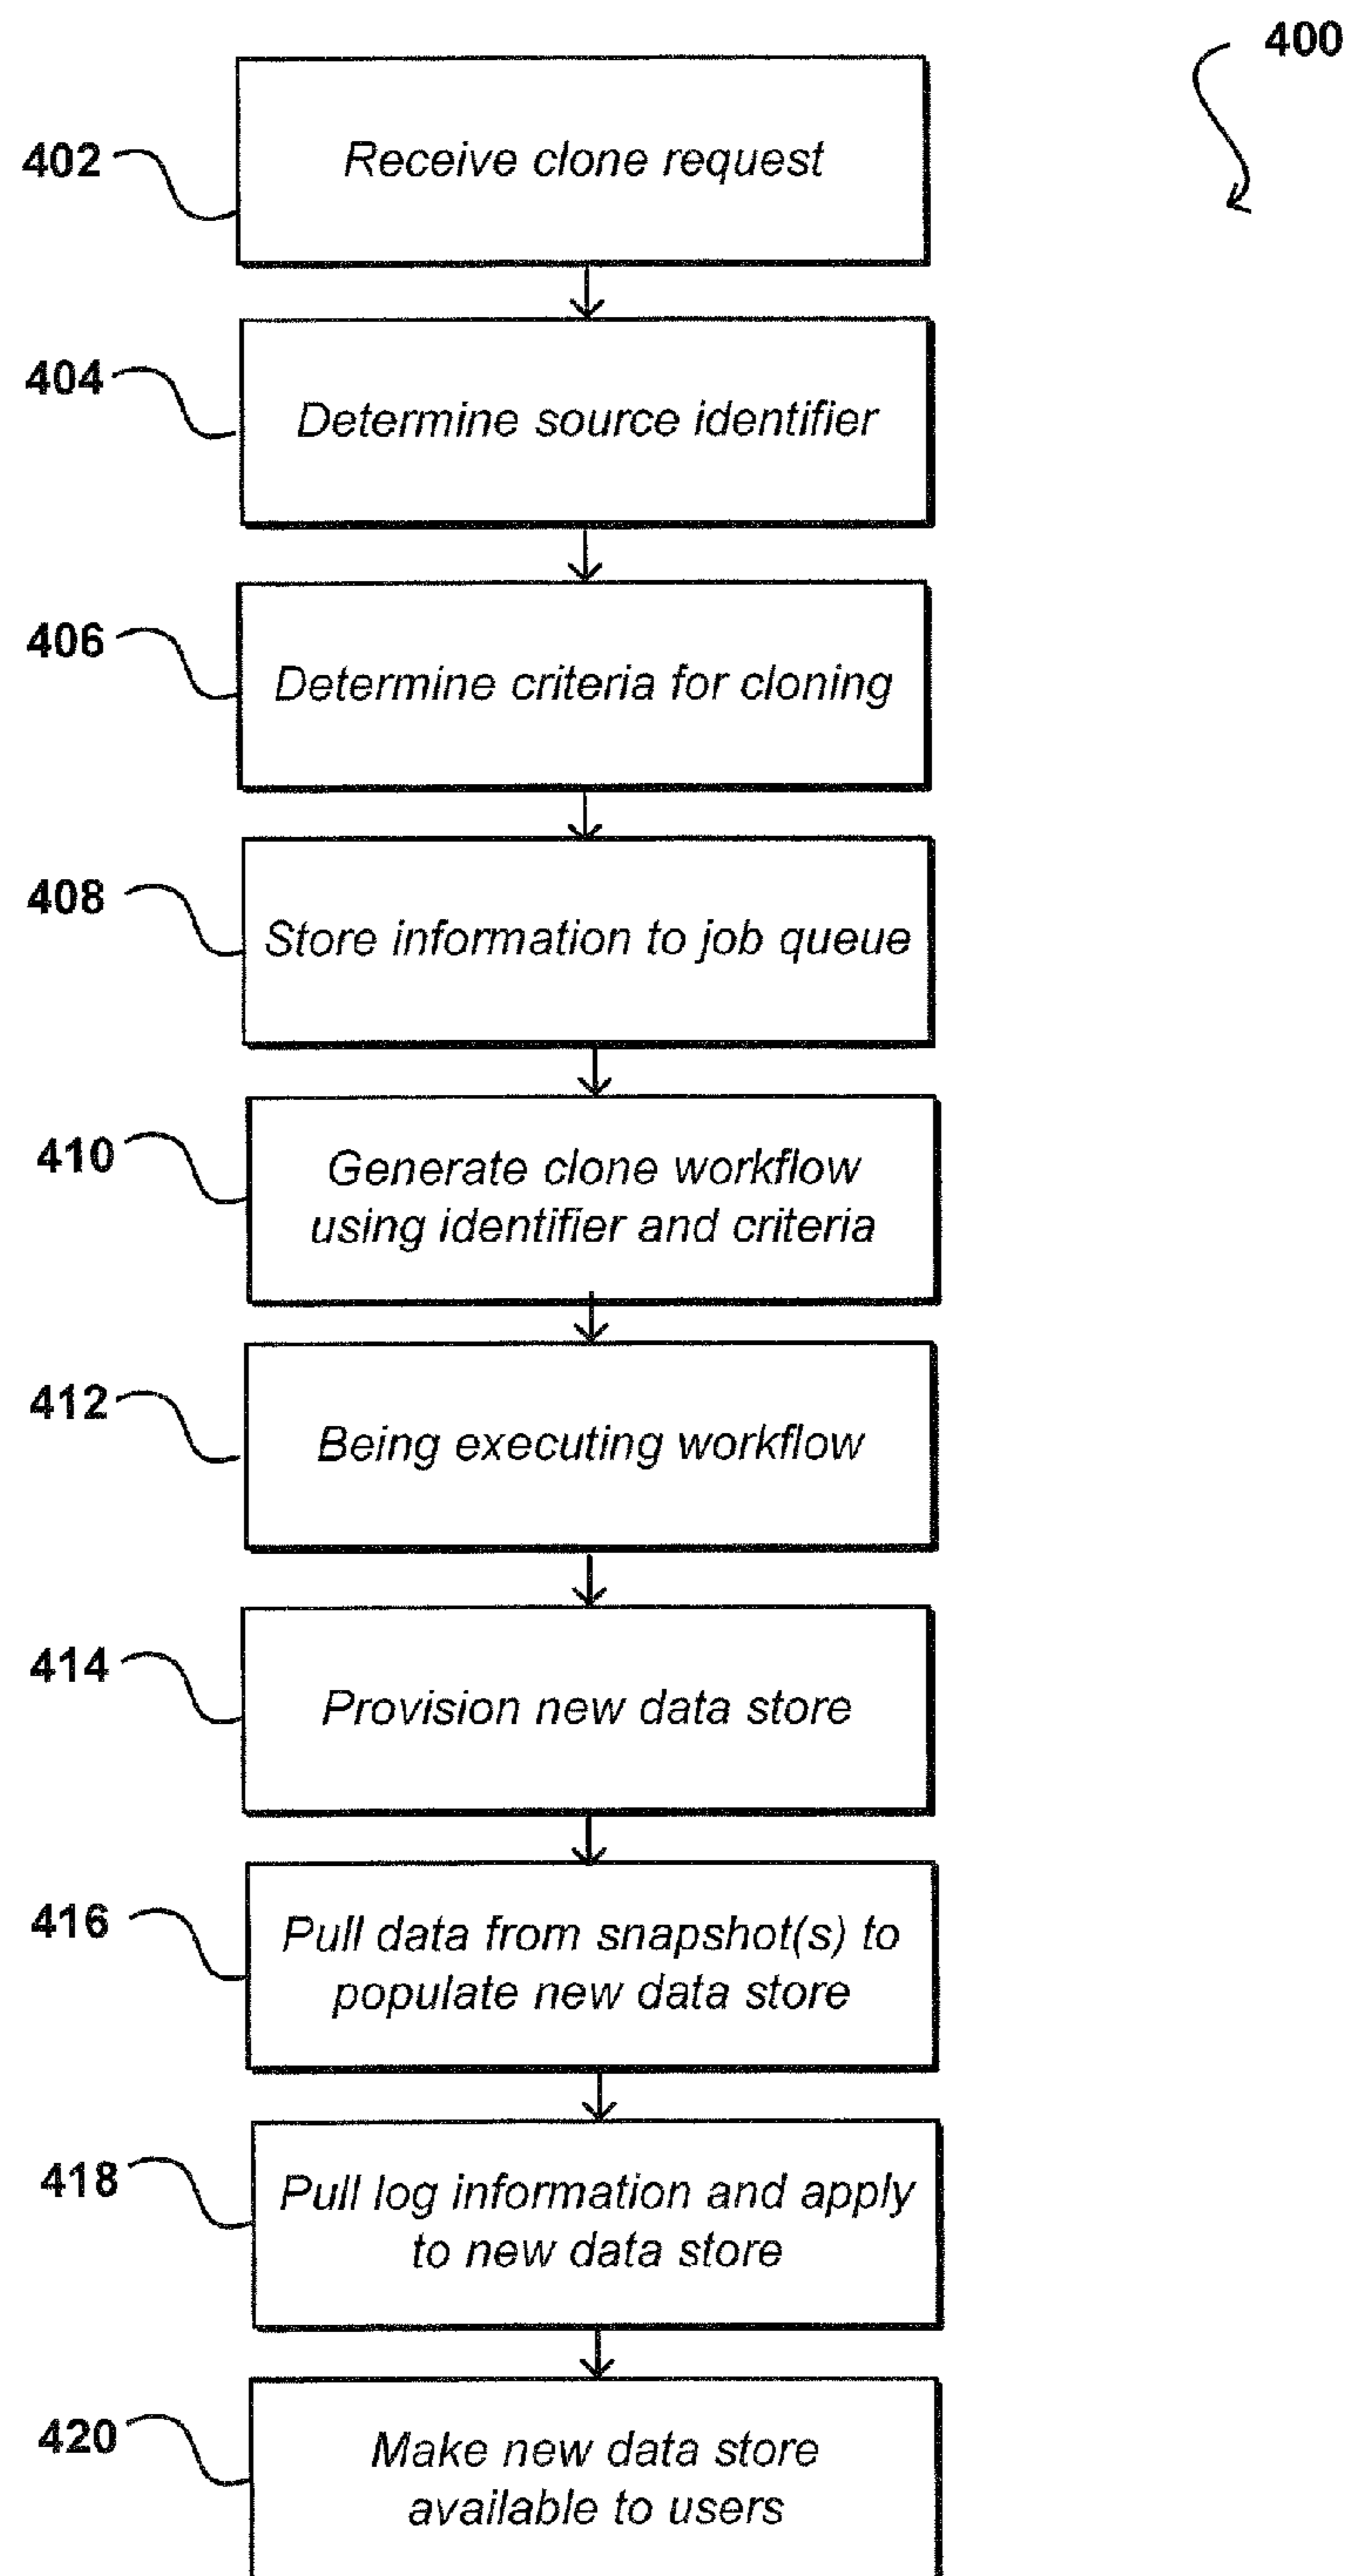 400
402
Receive clone request
404
Determine source identifier
406
Determine criteria for cloning
408
Store information to job queue
410
Generate clone workflow
using identifier and criteria
412
Being executing workflow
414
Provision new data store
416
Pull data from snapshot(s) to
populate new data store
418
Pull log information and apply
to new data store
420
Make new data store
available to users